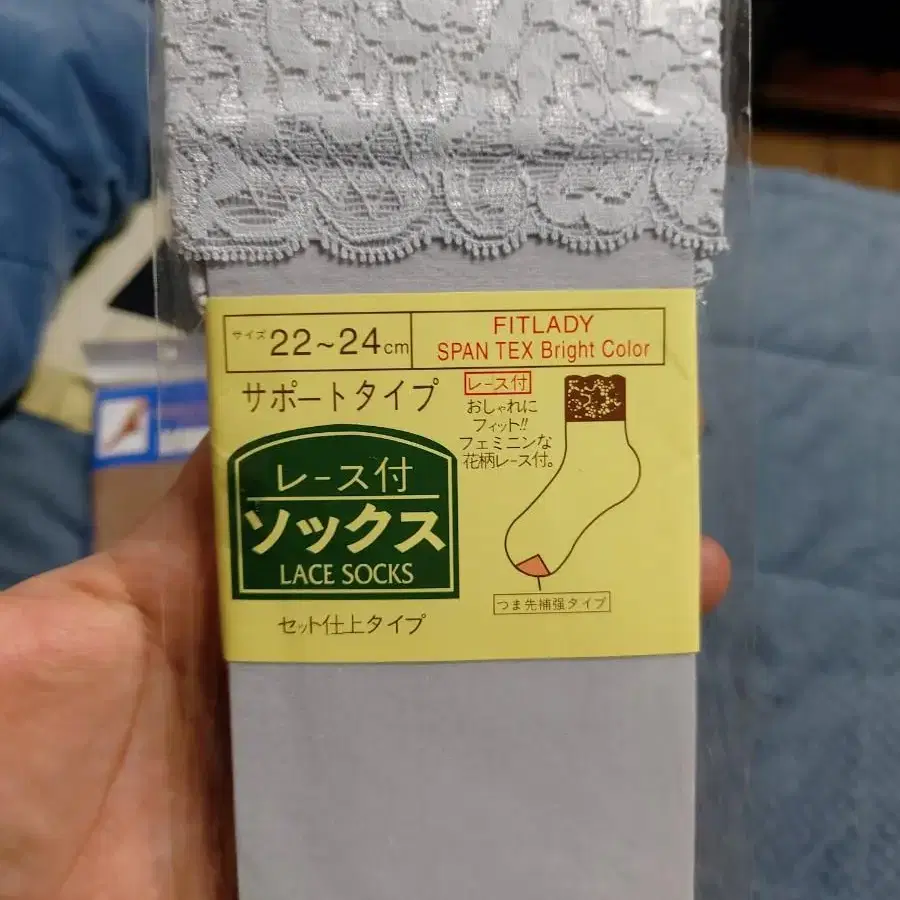 サイズ 22~24cm
FITLADY
SPAN TEX Bright Color
サポートタイプ
レース付
おしゃれに
フィット!!
フェミニンな
花柄レース付。
レース付
ソックス
LACE SOCKS
セット仕上タイプ
つま先補强タイプ